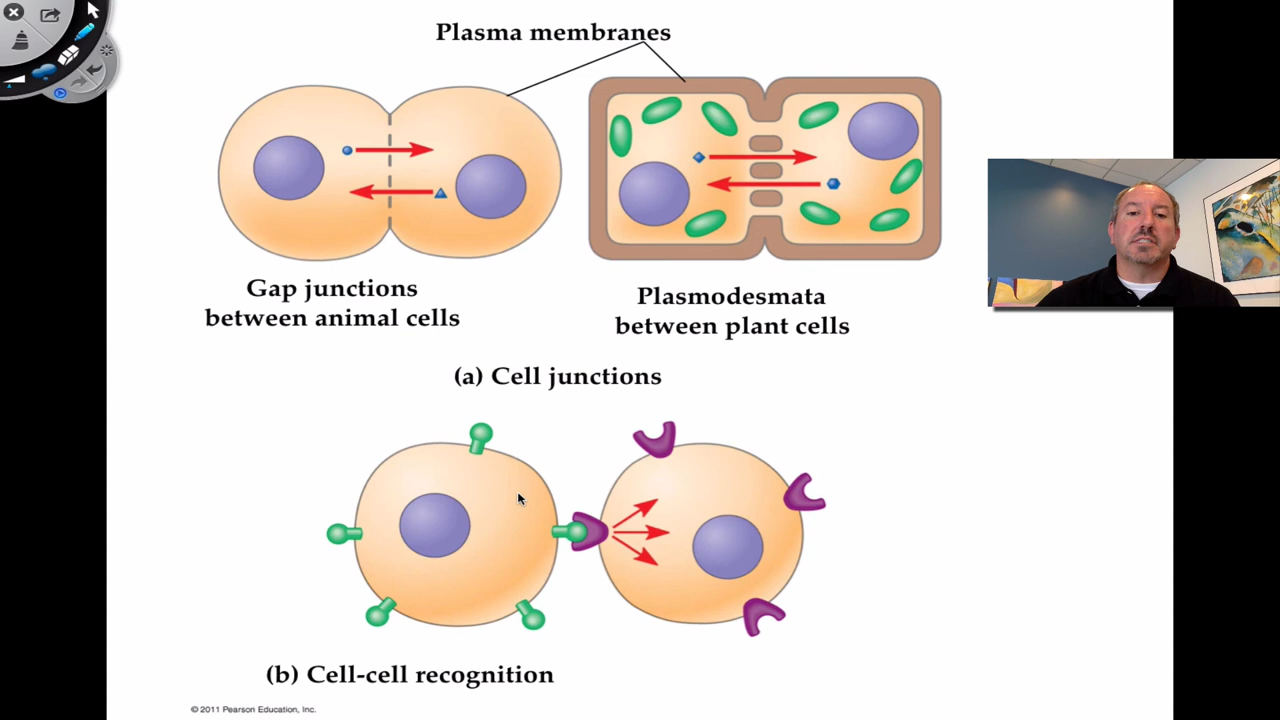 Plasma membranes
Gap junctions
between animal cells
Plasmodesmata
between plant cells
(a) Cell junctions
(b) Cell-cell recognition
© 2011 Pearson Education, Inc.